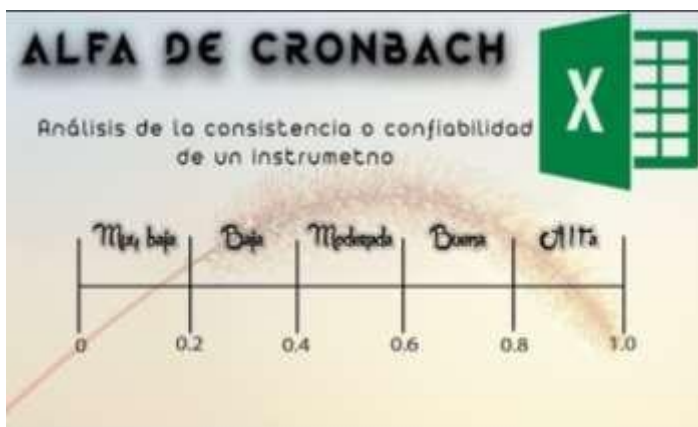 ALFA DE CRONBACH
X
Análisis de la consistencia o confiabilidad
de un instrumetno
Muy baja Baja Moderada Buena Alta
0 0.2 0.4 0.6 0.8 1.0